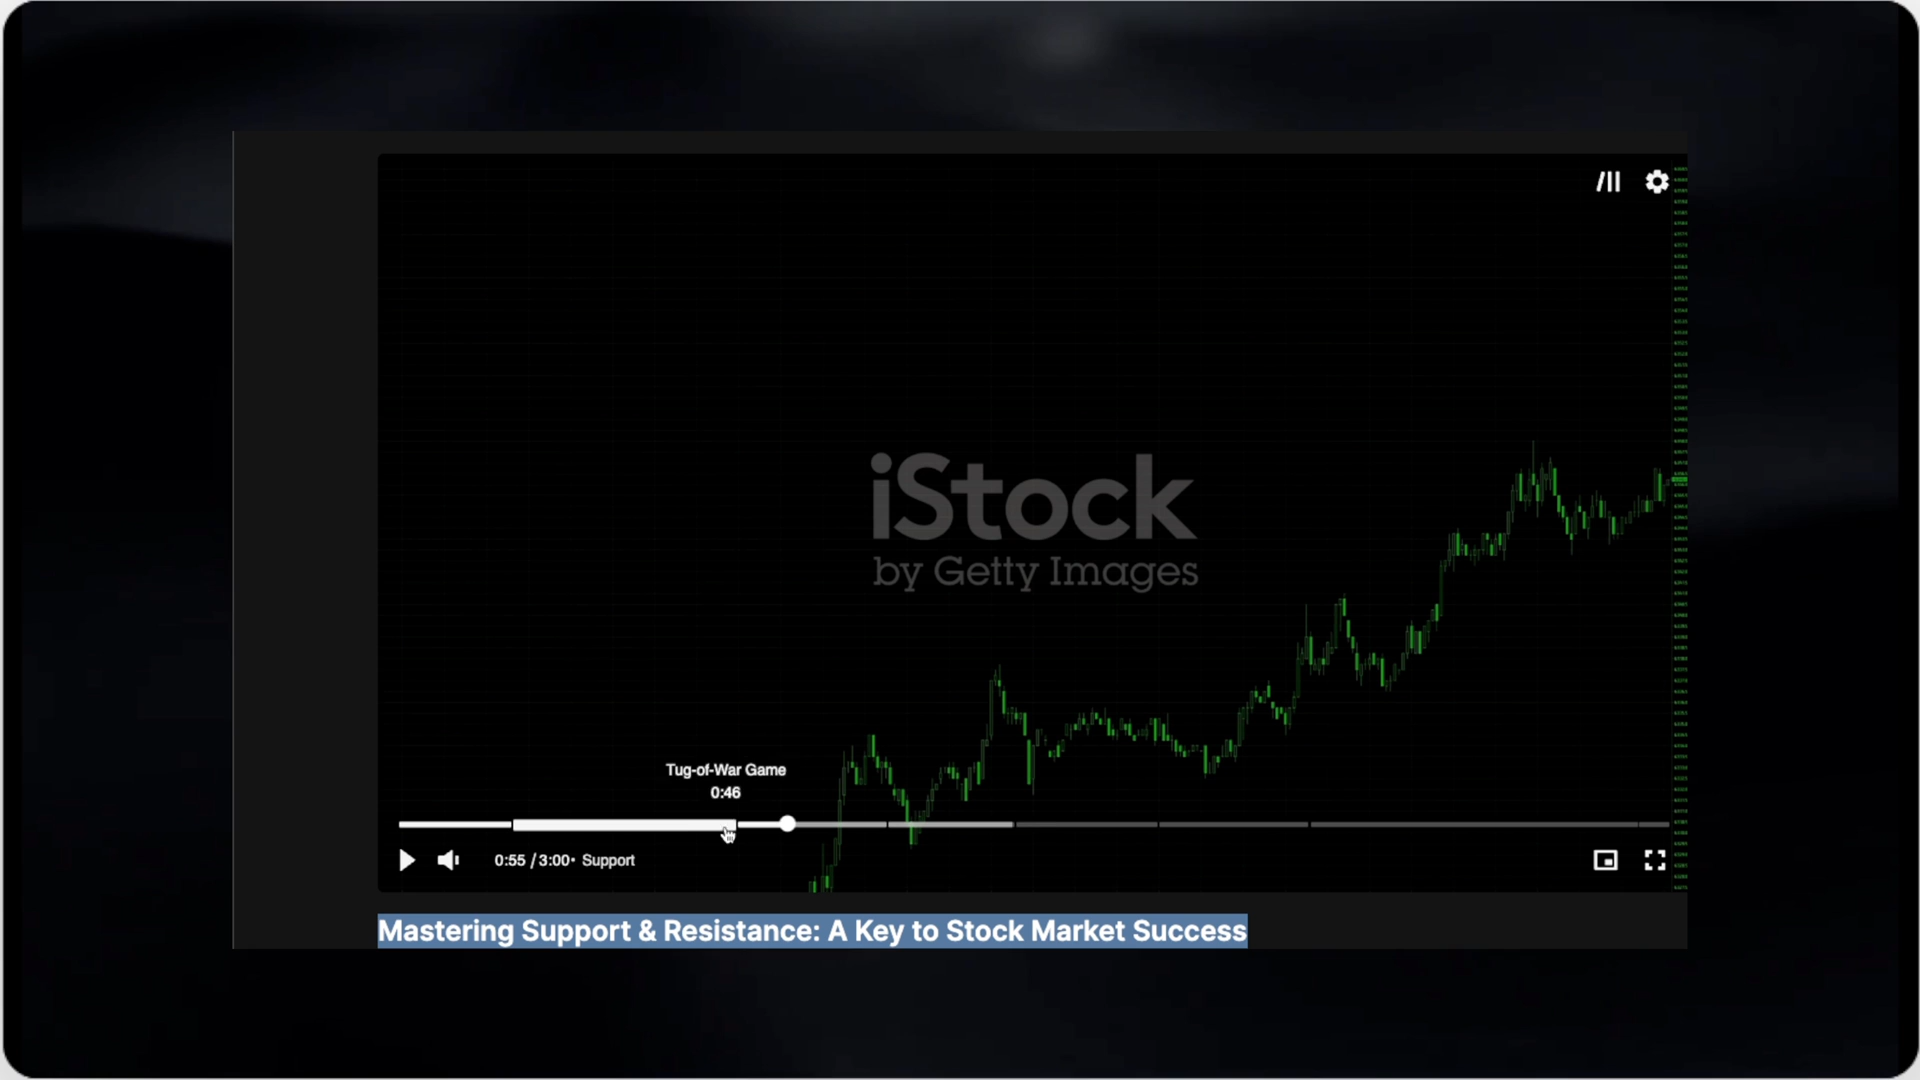 iStock
by Getty Images
Tug-of-War Game
0:46
0:55 / 3:00• Support
Mastering Support & Resistance: A Key to Stock Market Success